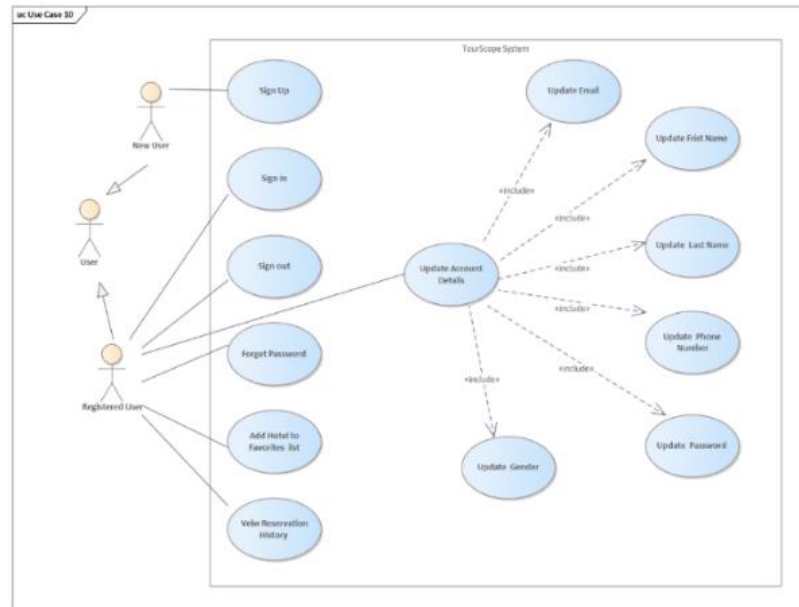 uc Use Case 10
TourScope System
Sign Up
Update Email
Update Frist Name
New User
Sign in
«include»
«include»
User
Sign out
Update Last Name
Update Account
Details
«include»
«include»
Update Phone
Number
Forget Password
Registered User
«include»
«include»
Add Hotel to
Favorites list
Update Password
Update Gender
Veiw Reservation
History